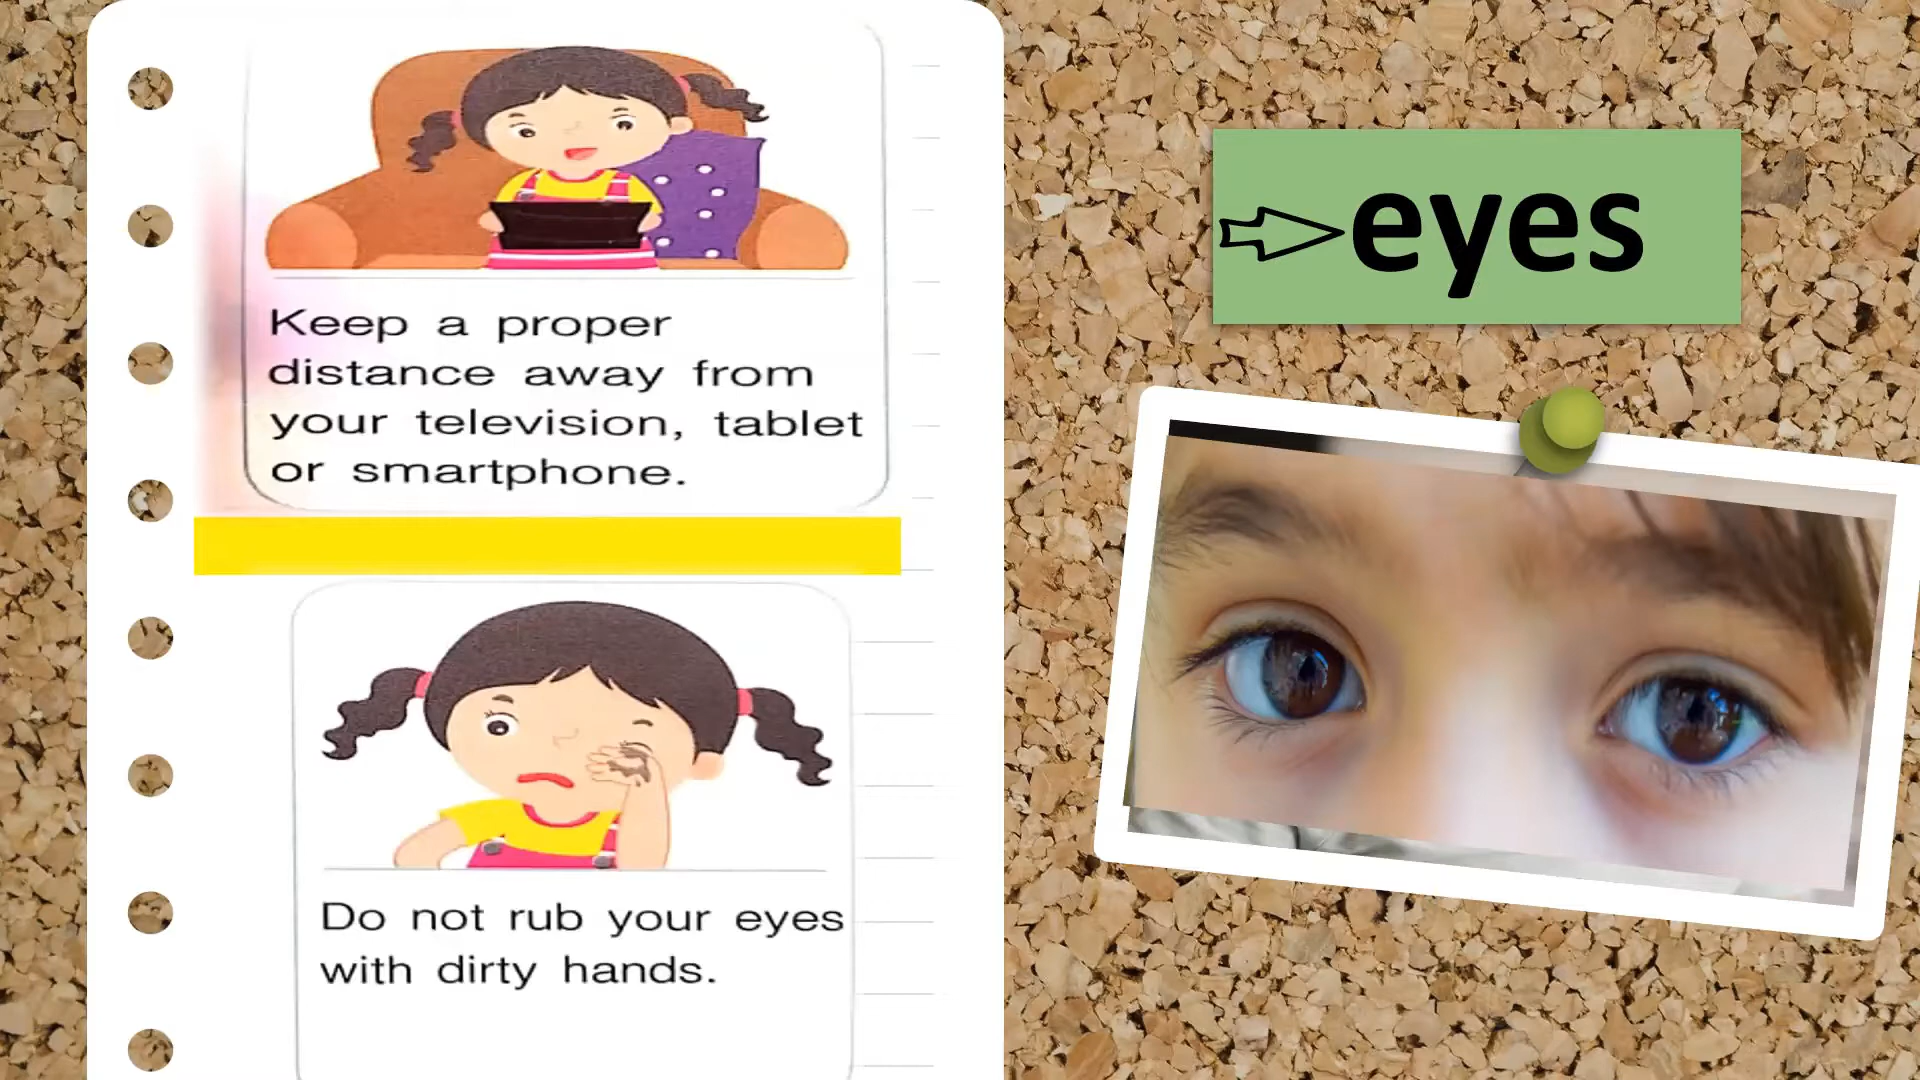 Keep a proper
distance away from
your television, tablet
or smartphone.
Do not rub your eyes
with dirty hands.
eyes